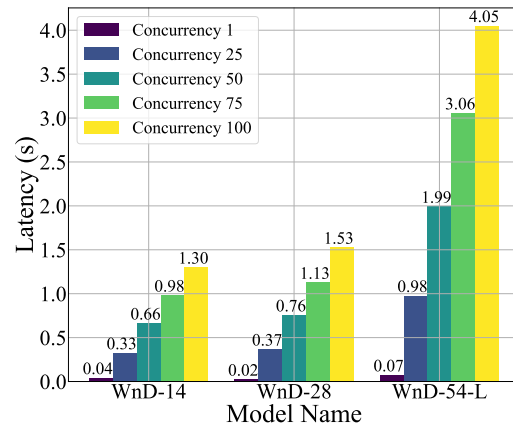 Concurrency 1
Concurrency 25
Concurrency 50
Concurrency 75
Concurrency 100
Latency (s)
4.0
3.5
3.0
2.5
2.0
1.5
1.0
0.5
0.0
0.04
0.33
0.66
0.98
1.30
0.02
0.37
0.76
1.13
1.53
0.07
0.98
1.99
3.06
4.05
WnD-14
WnD-28
WnD-54-L
Model Name